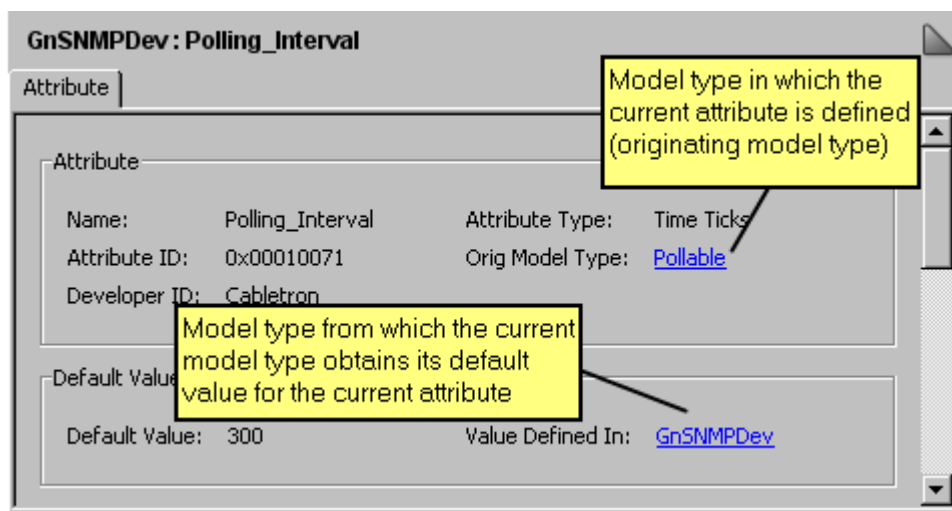 GnSNMPDev : Polling_Interval
Attribute
Model type in which the
current attribute is defined
(originating model type)
Attribute
Name: Polling_Interval Attribute Type: Time Ticks
Attribute ID: 0x00010071 Orig Model Type: Pollable
Developer ID: Cabletron
Model type from which the current
model type obtains its default
value for the current attribute
Default Value
Default Value: 300 Value Defined In: GnSNMPDev